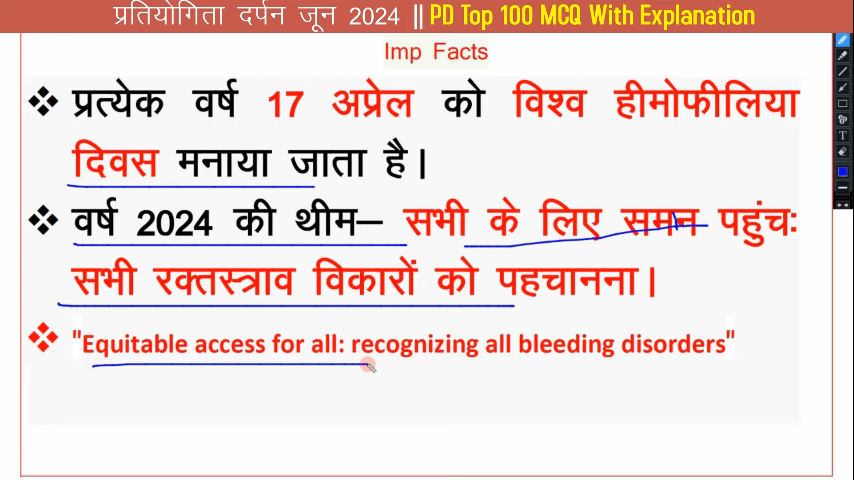 प्रतियोगिता दर्पन जून 2024 || PD Top 100 MCQ With Explanation
Imp Facts
❖ प्रत्येक वर्ष 17 अप्रेल को विश्व हीमोफीलिया
दिवस मनाया जाता है।
❖ वर्ष 2024 की थीम– सभी के लिए समन पहुंचः
सभी रक्तस्त्राव विकारों को पहचानना।
❖ "Equitable access for all: recognizing all bleeding disorders"